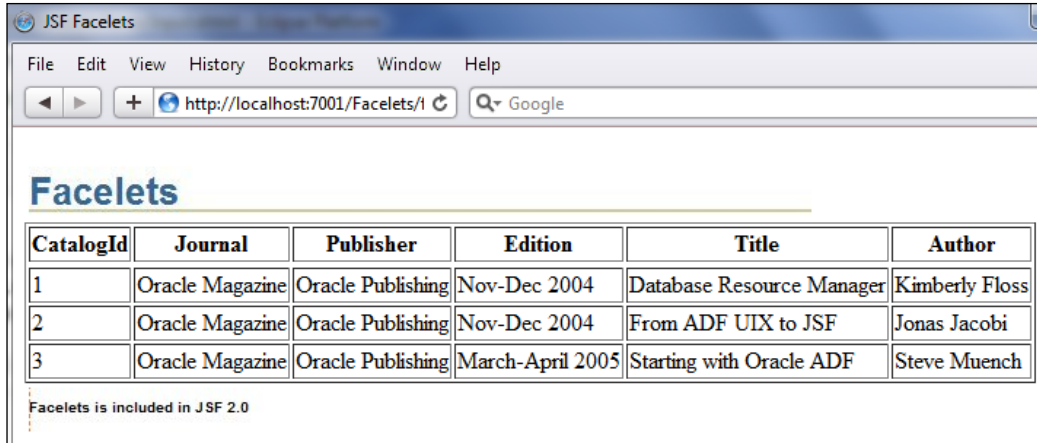 JSF Facelets
File Edit View History Bookmarks Window Help
http://localhost:7001/Facelets/f Google
Facelets
CatalogId Journal Publisher Edition Title Author
1 Oracle Magazine Oracle Publishing Nov-Dec 2004 Database Resource Manager Kimberly Floss
2 Oracle Magazine Oracle Publishing Nov-Dec 2004 From ADF UIX to JSF Jonas Jacobi
3 Oracle Magazine Oracle Publishing March-April 2005 Starting with Oracle ADF Steve Muench
Facelets is included in JSF 2.0